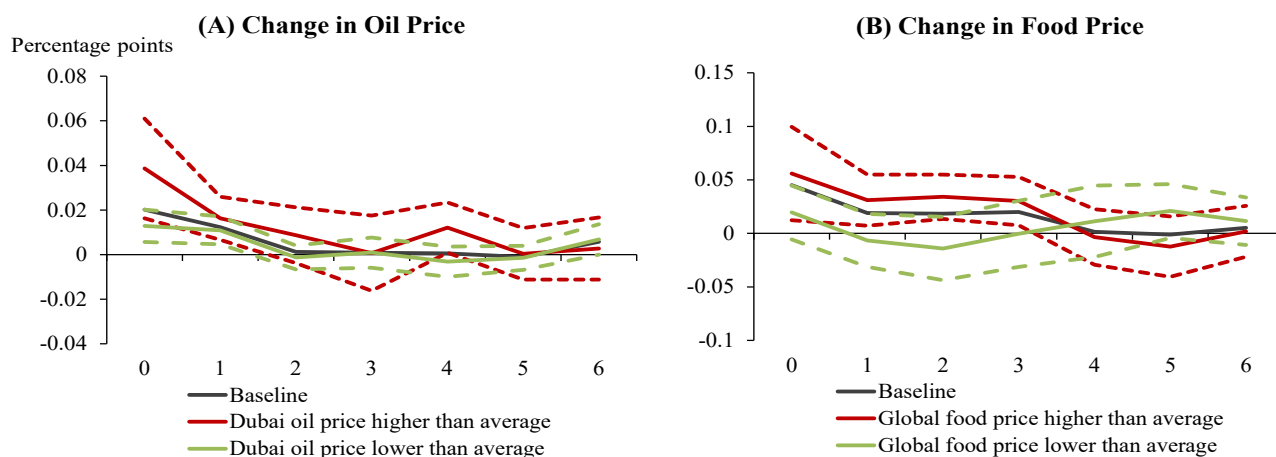 (A) Change in Oil Price
Percentage points
0.08
0.06
0.04
0.02
0
-0.02
-0.04
0 1 2 3 4 5 6
Baseline
Dubai oil price higher than average
Dubai oil price lower than average
(B) Change in Food Price
0.15
0.1
0.05
0
-0.05
-0.1
0 1 2 3 4 5 6
Baseline
Global food price higher than average
Global food price lower than average